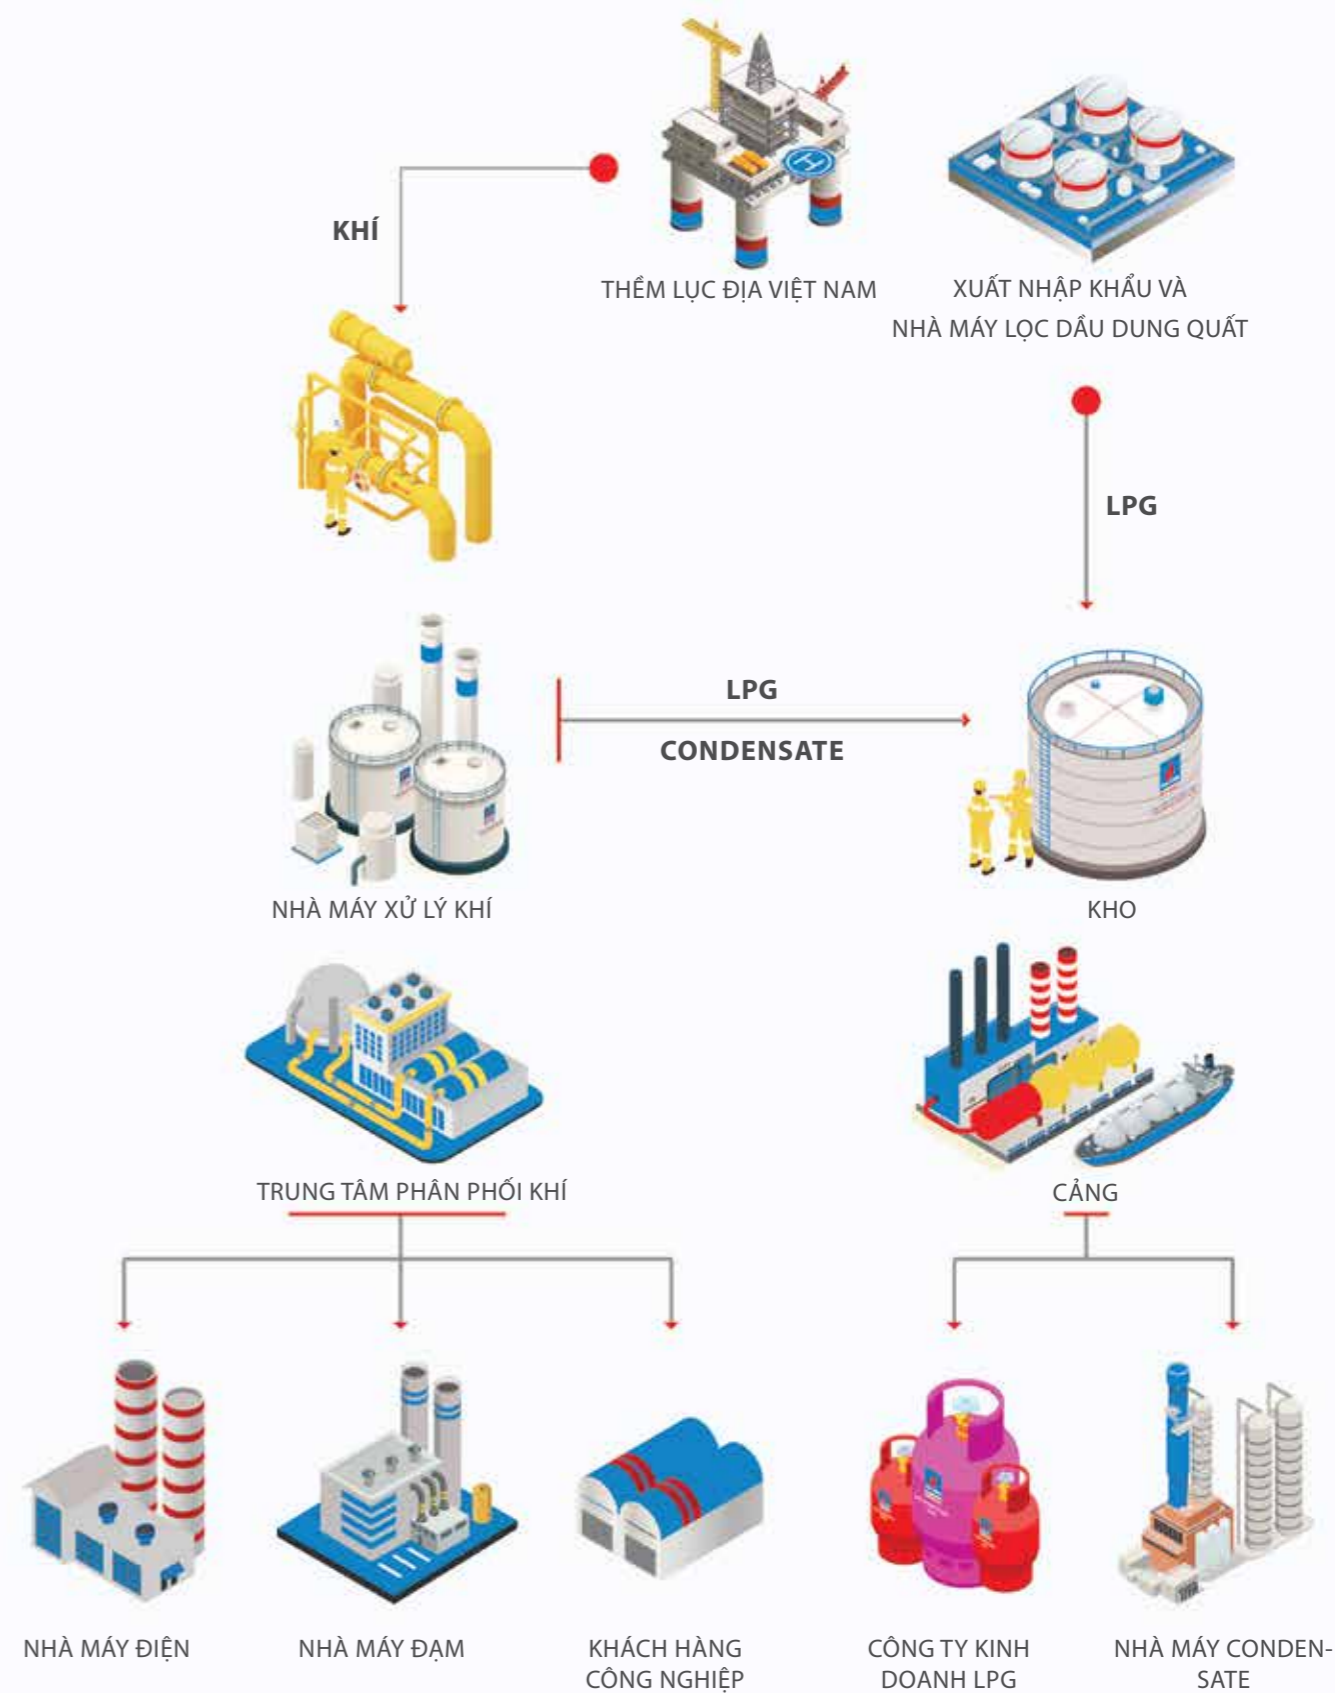 KHÍ
THỀM LỤC ĐỊA VIỆT NAM
XUẤT NHẬP KHẨU VÀ
NHÀ MÁY LỌC DẦU DUNG QUẤT
LPG
LPG
CONDENSATE
NHÀ MÁY XỬ LÝ KHÍ
KHO
TRUNG TÂM PHÂN PHỐI KHÍ
CẢNG
NHÀ MÁY ĐIỆN
NHÀ MÁY ĐẠM
KHÁCH HÀNG
CÔNG NGHIỆP
CÔNG TY KINH
DOANH LPG
NHÀ MÁY CONDEN-
SATE